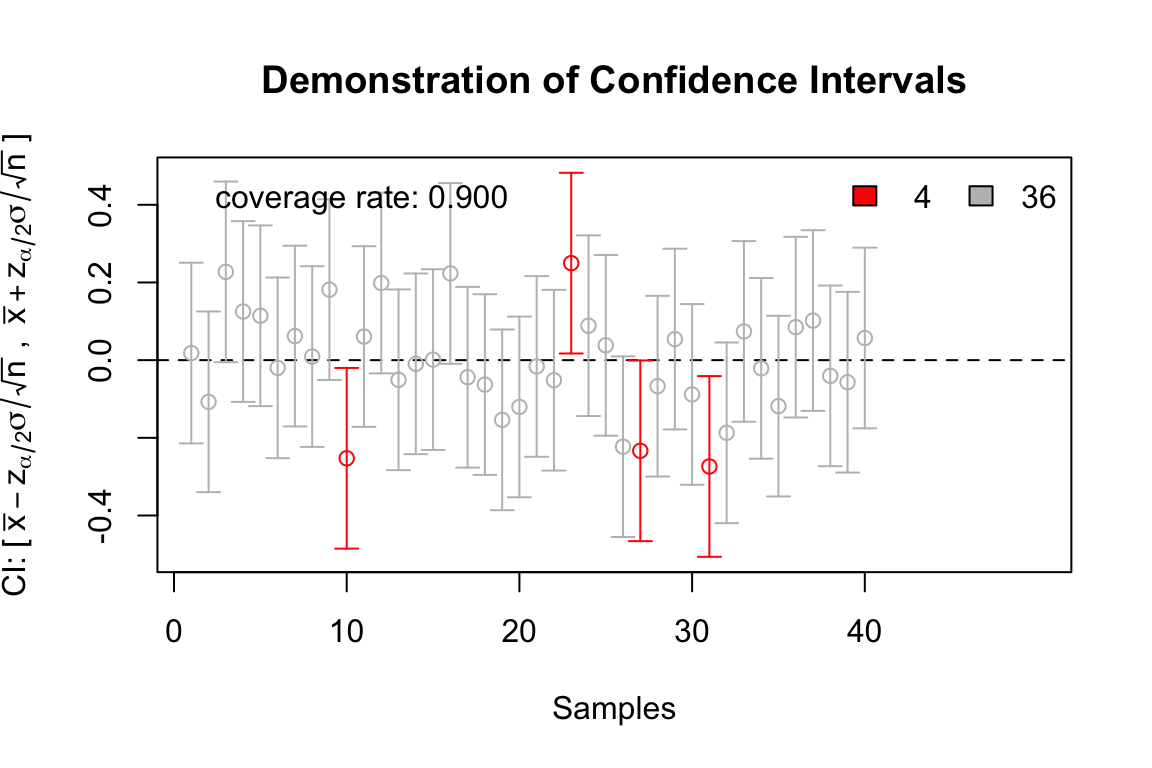 Demonstration of Confidence Intervals
CI: [ x̅ − zα/2σ/√n , x̅ + zα/2σ/√n ]
coverage rate: 0.900
4
36
0.4
0.2
0.0
-0.4
0
10
20
30
40
Samples